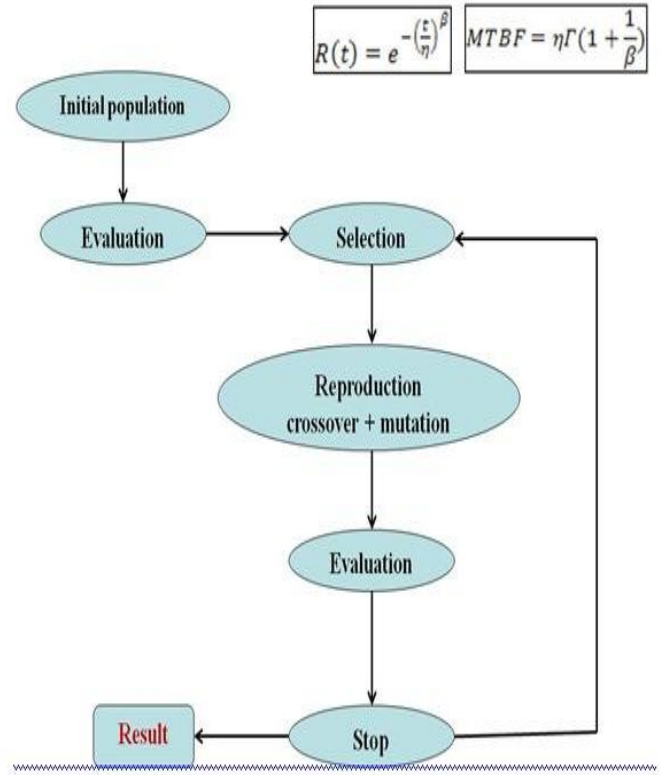 R(t) = e^{-(t/η)^β}
MTBF = ηΓ(1 + 1/β)
Initial population
Evaluation
Selection
Reproduction
crossover + mutation
Evaluation
Result
Stop